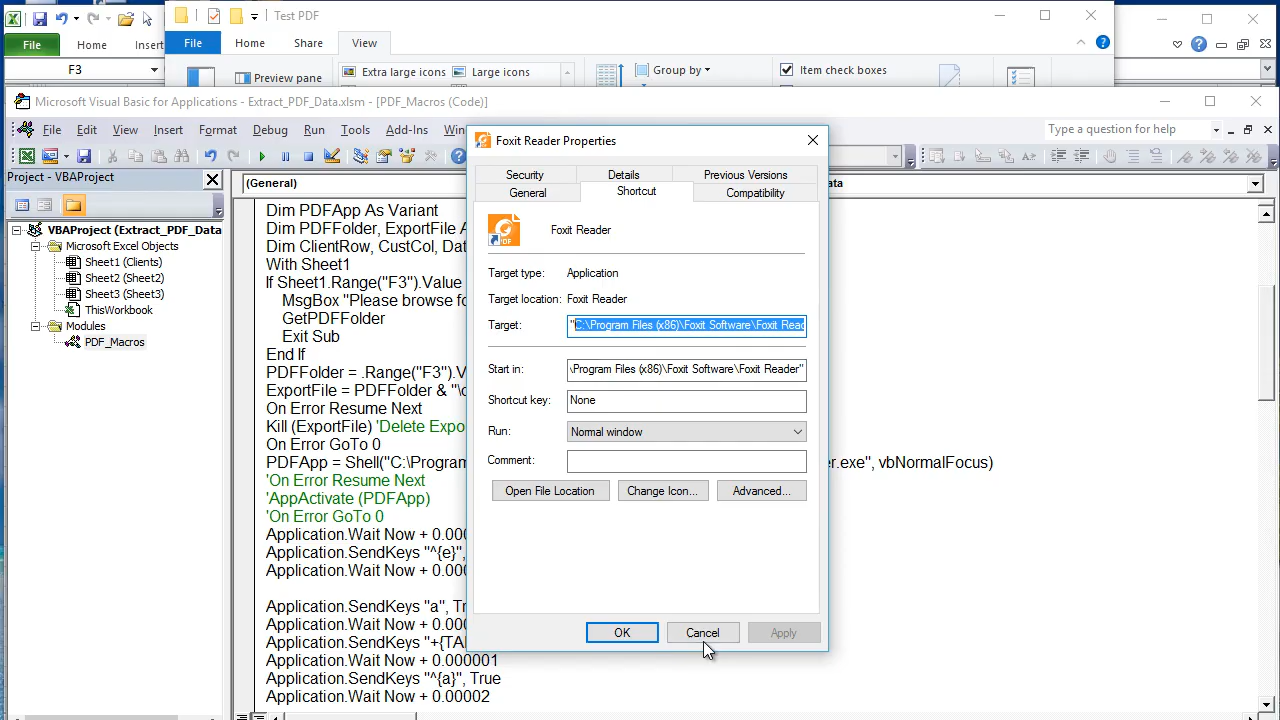 Test PDF
File Home Share View
File Home Insert
Preview pane Extra large icons Large icons Group by Item check boxes
F3
Microsoft Visual Basic for Applications - Extract_PDF_Data.xlsm - [PDF_Macros (Code)]
File Edit View Insert Format Debug Run Tools Add-Ins Win
Type a question for help
Project - VBAProject
VBAProject (Extract_PDF_Data
Microsoft Excel Objects
Sheet1 (Clients)
Sheet2 (Sheet2)
Sheet3 (Sheet3)
ThisWorkbook
Modules
PDF_Macros
(General)
ata
Dim PDFApp As Variant
Dim PDFFolder, ExportFile A
Dim ClientRow, CustCol, Dat
With Sheet1
If Sheet1.Range("F3").Value
MsgBox "Please browse fo
GetPDFFolder
Exit Sub
End If
PDFFolder = .Range("F3").V
ExportFile = PDFFolder & "\
On Error Resume Next
Kill (ExportFile) 'Delete Expo
On Error GoTo 0
PDFApp = Shell("C:\Program er.exe", vbNormalFocus)
'On Error Resume Next
'AppActivate (PDFApp)
'On Error GoTo 0
Application.Wait Now + 0.000
Application.SendKeys "^{e}",
Application.Wait Now + 0.000
Application.SendKeys "a", Tr
Application.Wait Now + 0.000
Application.SendKeys "+{TA
Application.Wait Now + 0.000001
Application.SendKeys "^{a}", True
Application.Wait Now + 0.00002
Foxit Reader Properties
Security Details Previous Versions
General Shortcut Compatibility
PDF
Foxit Reader
Target type: Application
Target location: Foxit Reader
Target: "C:\Program Files (x86)\Foxit Software\Foxit Read
Start in: \Program Files (x86)\Foxit Software\Foxit Reader"
Shortcut key: None
Run: Normal window
Comment:
Open File Location Change Icon... Advanced...
OK Cancel Apply